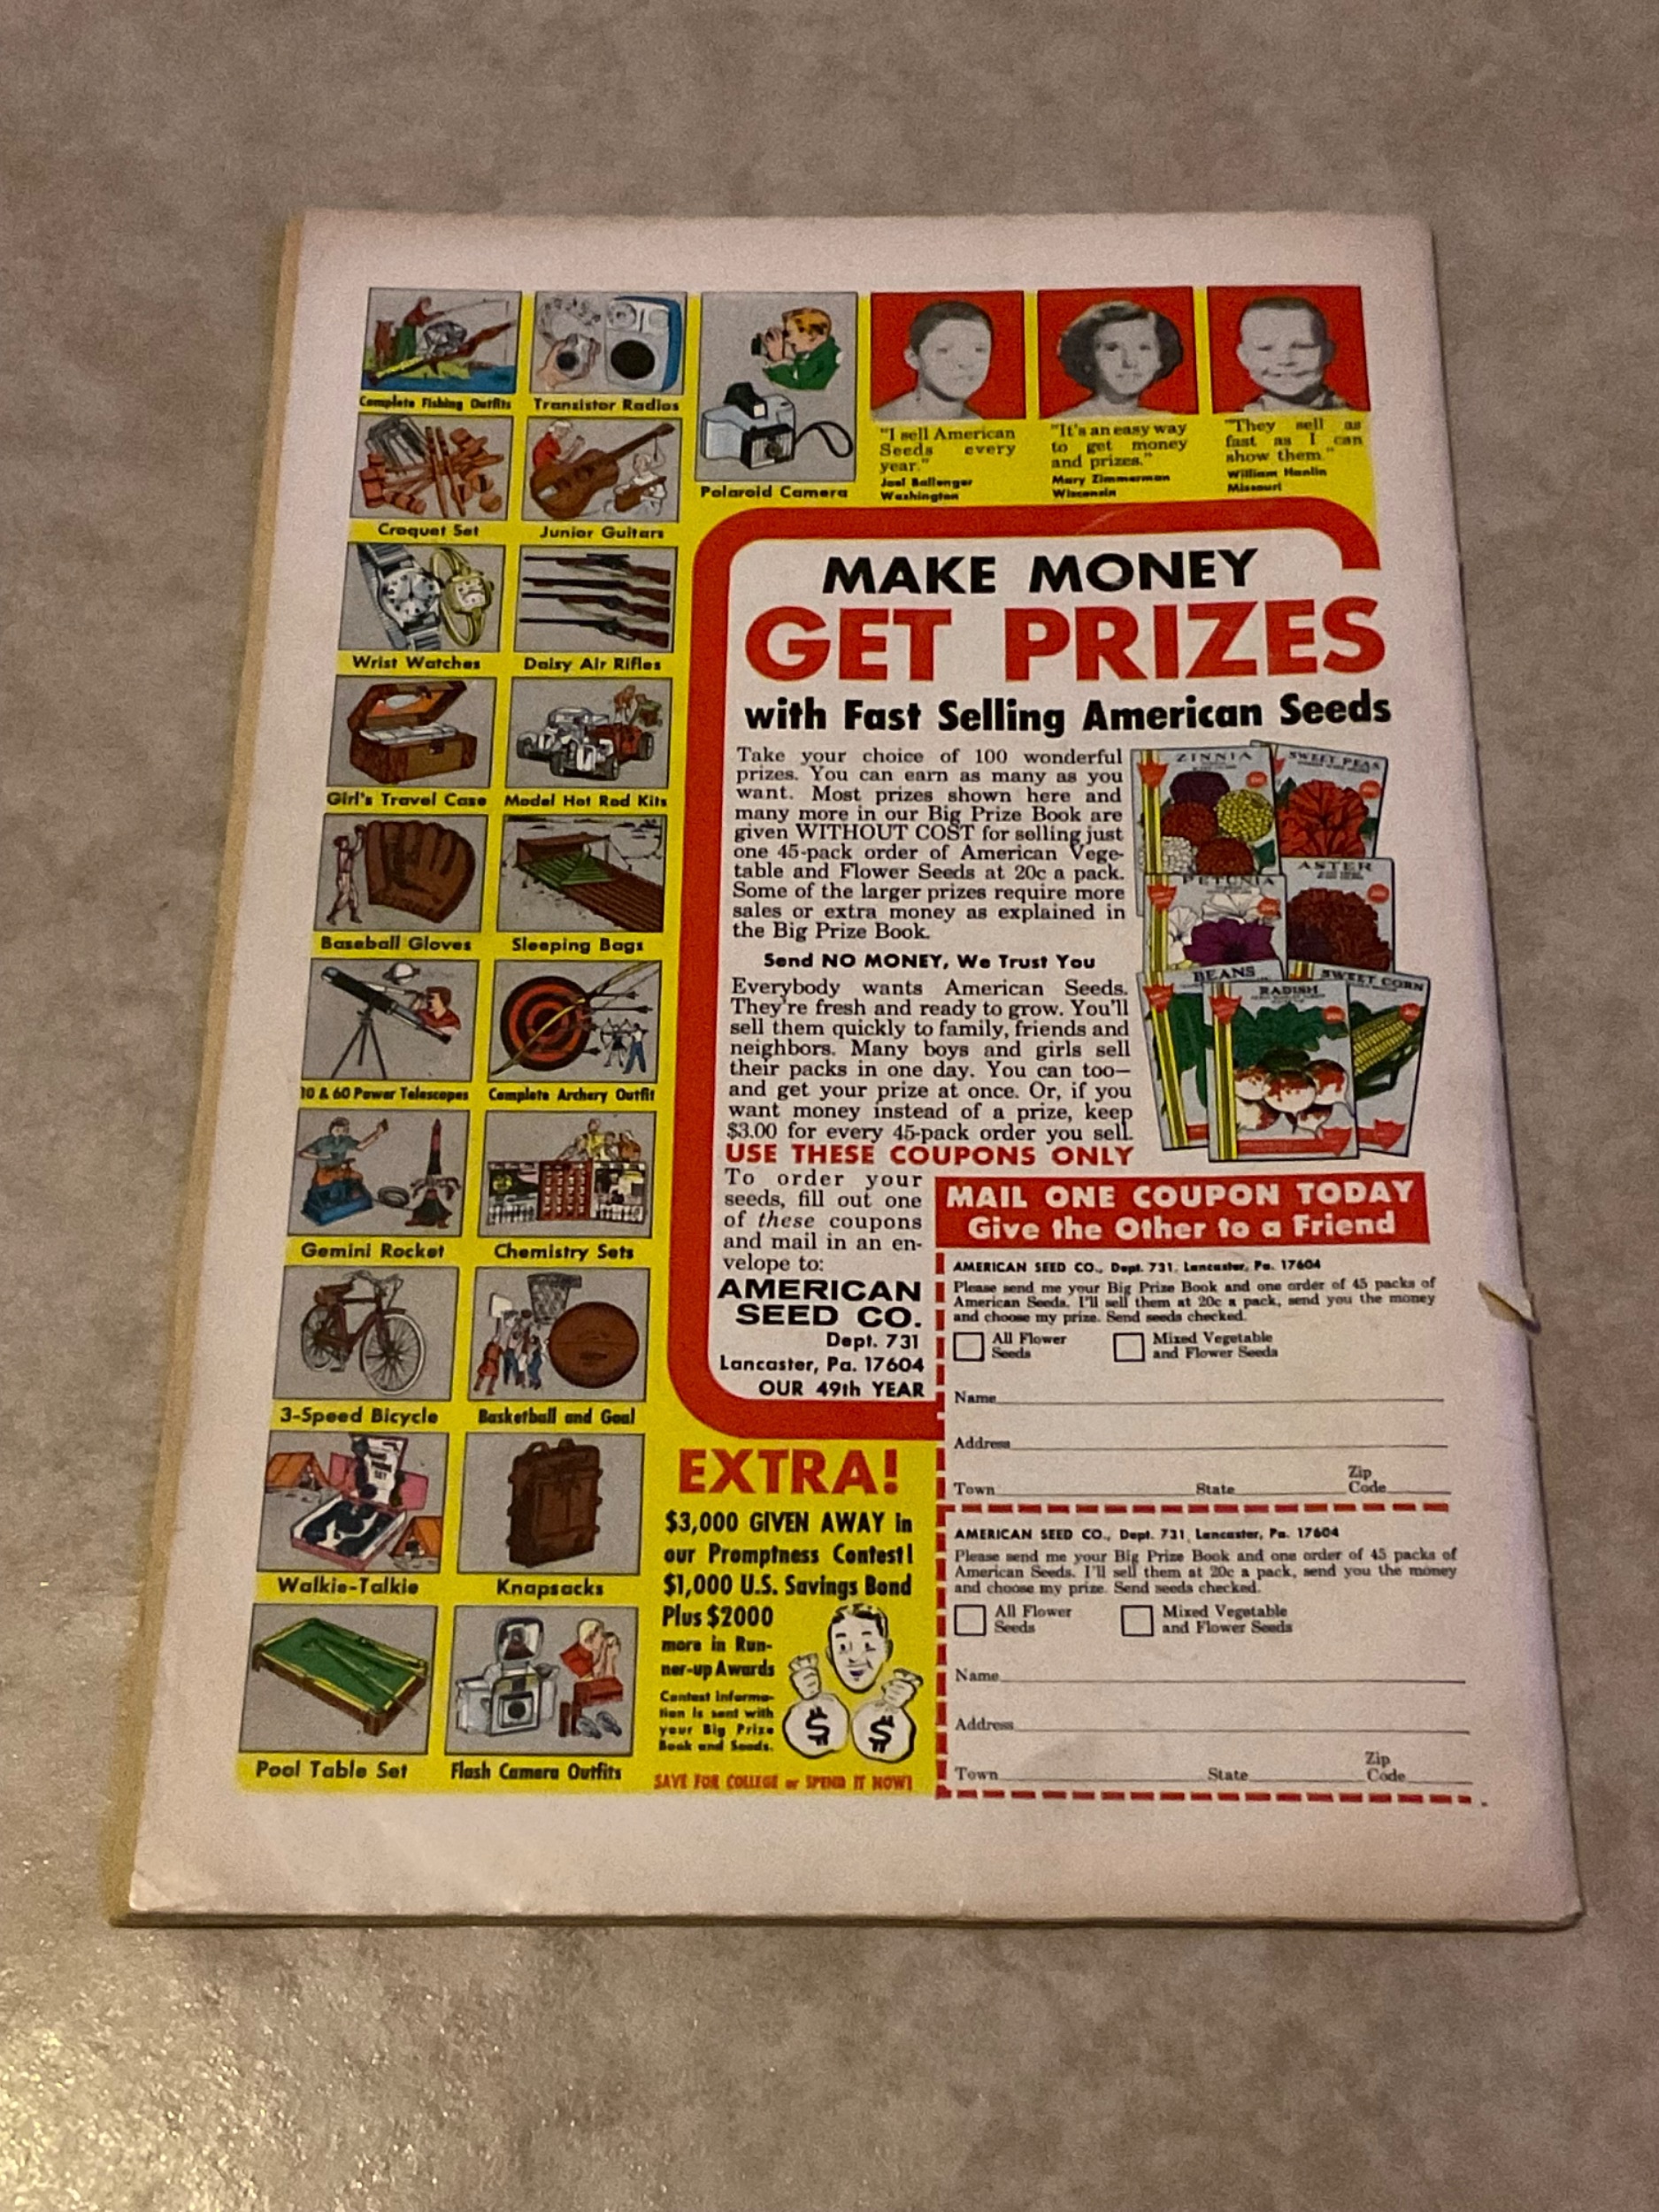 Complete Fishing Outfits
Transistor Radios
Polaroid Camera
Croquet Set
Junior Guitars
Wrist Watches
Daisy Air Rifles
Girl's Travel Case
Model Hot Rod Kits
Baseball Gloves
Sleeping Bags
10 & 60 Power Telescopes
Complete Archery Outfit
Gemini Rocket
Chemistry Sets
3-Speed Bicycle
Basketball and Goal
Walkie-Talkie
Knapsacks
Pool Table Set
Flash Camera Outfits
"I sell American
Seeds every
year."
Joel Ballenger
Washington
"It's an easy way
to get money
and prizes."
Mary Zimmerman
Wisconsin
"They sell as
fast as I can
show them."
William Hanlin
Missouri
MAKE MONEY
GET PRIZES
with Fast Selling American Seeds
Take your choice of 100 wonderful
prizes. You can earn as many as you
want. Most prizes shown here and
many more in our Big Prize Book are
given WITHOUT COST for selling just
one 45-pack order of American Vege-
table and Flower Seeds at 20c a pack.
Some of the larger prizes require more
sales or extra money as explained in
the Big Prize Book.
Send NO MONEY, We Trust You
Everybody wants American Seeds.
They're fresh and ready to grow. You'll
sell them quickly to family, friends and
neighbors. Many boys and girls sell
their packs in one day. You can too—
and get your prize at once. Or, if you
want money instead of a prize, keep
$3.00 for every 45-pack order you sell.
USE THESE COUPONS ONLY
To order your
seeds, fill out one
of these coupons
and mail in an en-
velope to:
AMERICAN
SEED CO.
Dept. 731
Lancaster, Pa. 17604
OUR 49th YEAR
ZINNIA
SWEET PEAS
PETUNIA
ASTER
BEANS
RADISH
SWEET CORN
MAIL ONE COUPON TODAY
Give the Other to a Friend
AMERICAN SEED CO., Dept. 731, Lancaster, Pa. 17604
Please send me your Big Prize Book and one order of 45 packs of
American Seeds. I'll sell them at 20c a pack, send you the money
and choose my prize. Send seeds checked.
All Flower
Seeds
Mixed Vegetable
and Flower Seeds
Name
Address
Town State Zip Code
AMERICAN SEED CO., Dept. 731, Lancaster, Pa. 17604
Please send me your Big Prize Book and one order of 45 packs of
American Seeds. I'll sell them at 20c a pack, send you the money
and choose my prize. Send seeds checked.
All Flower
Seeds
Mixed Vegetable
and Flower Seeds
Name
Address
Town State Zip Code
EXTRA!
$3,000 GIVEN AWAY in
our Promptness Contest!
$1,000 U.S. Savings Bond
Plus $2000
more in Run-
ner-up Awards
Contest Informa-
tion is sent with
your Big Prize
Book and Seeds.
$ $
SAVE FOR COLLEGE or SPEND IT NOW!